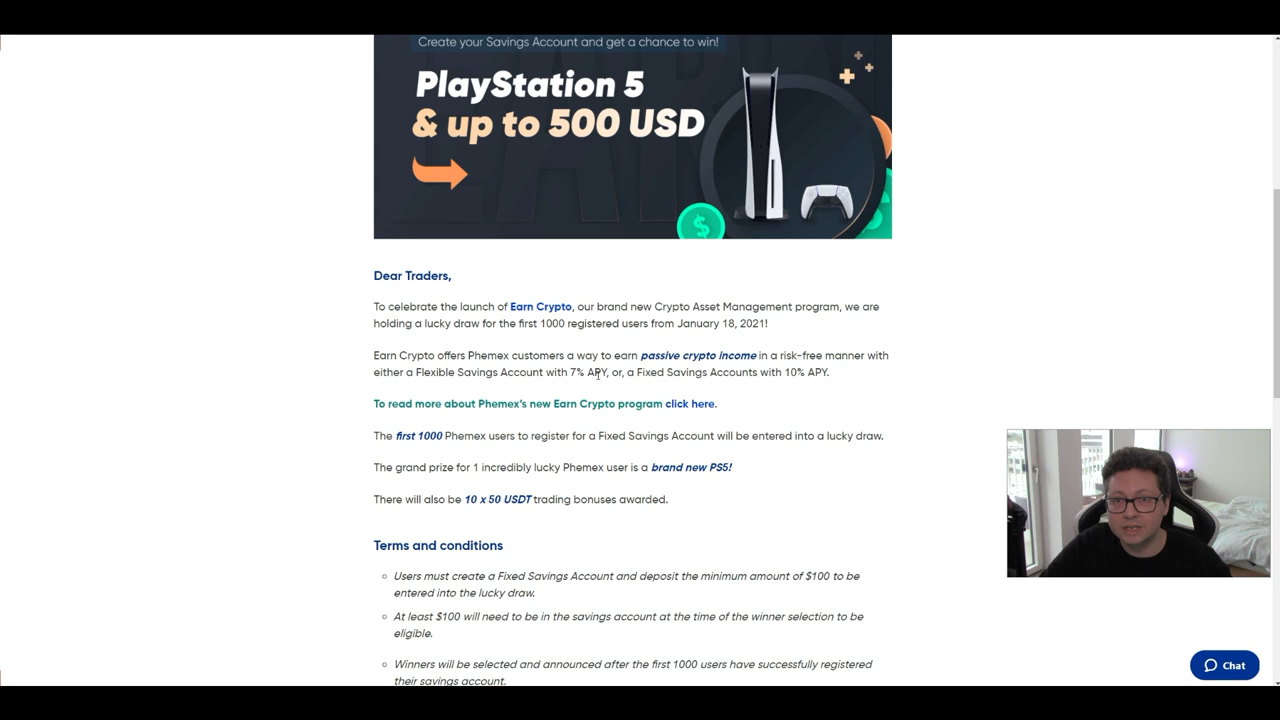 Create your Savings Account and get a chance to win!
PlayStation 5
& up to 500 USD
Dear Traders,
To celebrate the launch of Earn Crypto, our brand new Crypto Asset Management program, we are
holding a lucky draw for the first 1000 registered users from January 18, 2021!
Earn Crypto offers Phemex customers a way to earn passive crypto income in a risk-free manner with
either a Flexible Savings Account with 7% APY, or, a Fixed Savings Accounts with 10% APY.
To read more about Phemex's new Earn Crypto program click here.
The first 1000 Phemex users to register for a Fixed Savings Account will be entered into a lucky draw.
The grand prize for 1 incredibly lucky Phemex user is a brand new PS5!
There will also be 10 x 50 USDT trading bonuses awarded.
Terms and conditions
Users must create a Fixed Savings Account and deposit the minimum amount of $100 to be
entered into the lucky draw.
At least $100 will need to be in the savings account at the time of the winner selection to be
eligible.
Winners will be selected and announced after the first 1000 users have successfully registered
their savings account.
Chat